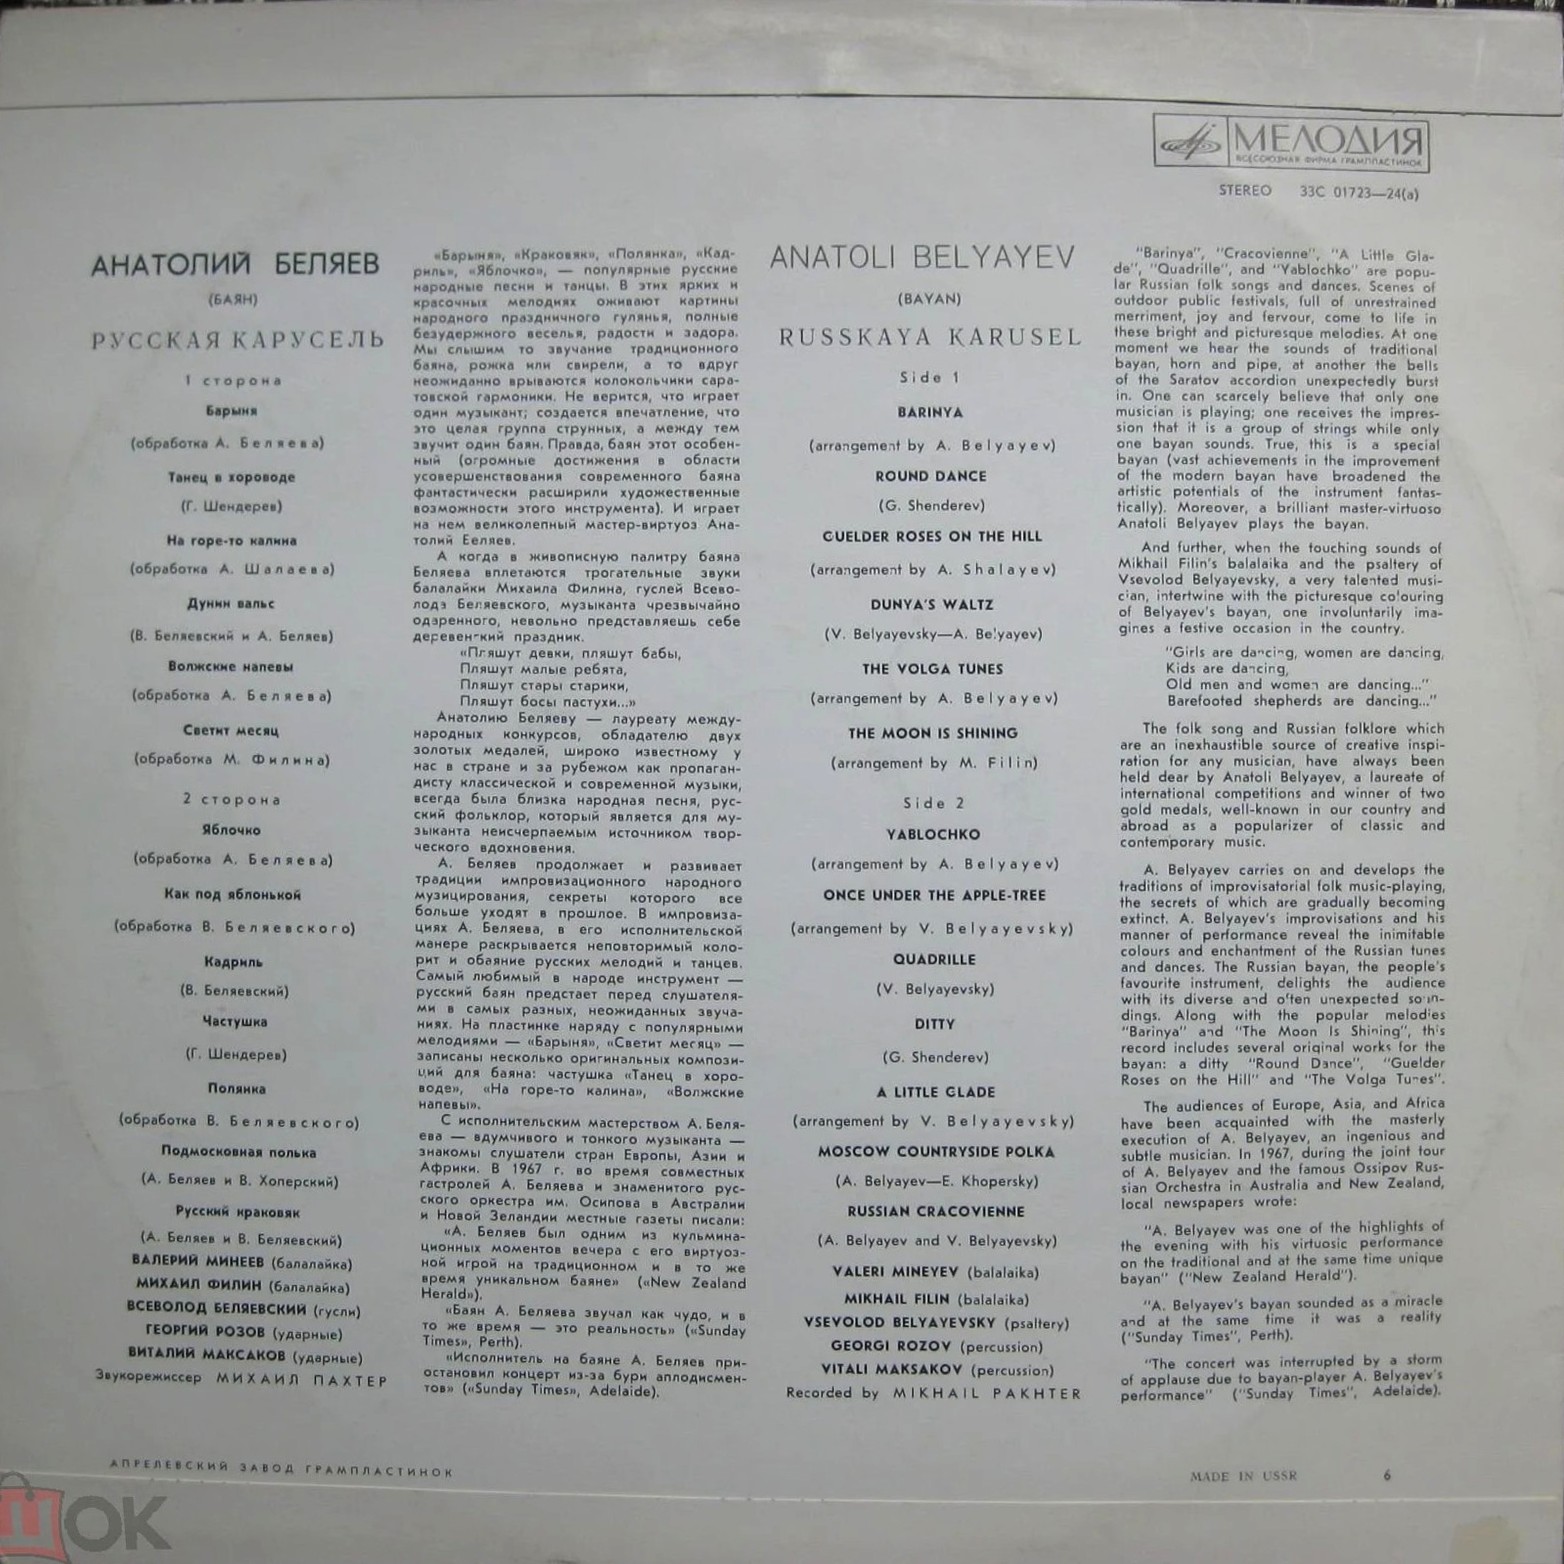 МЕЛОДИЯ
ВСЕСОЮЗНАЯ ФИРМА ГРАМПЛАСТИНОК
STEREO 33С 01723—24(а)
АНАТОЛИЙ БЕЛЯЕВ
(БАЯН)
РУССКАЯ КАРУСЕЛЬ
1 сторона
Барыня
(обработка А. Беляева)
Танец в хороводе
(Г. Шендерев)
На горе-то калина
(обработка А. Шалаева)
Дунин вальс
(В. Беляевский и А. Беляев)
Волжские напевы
(обработка А. Беляева)
Светит месяц
(обработка М. Филина)
2 сторона
Яблочко
(обработка А. Беляева)
Как под яблонькой
(обработка В. Беляевского)
Кадриль
(В. Беляевский)
Частушка
(Г. Шендерев)
Полянка
(обработка В. Беляевского)
Подмосковная полька
(А. Беляев и В. Хоперский)
Русский краковяк
(А. Беляев и В. Беляевский)
ВАЛЕРИЙ МИНЕЕВ (балалайка)
МИХАИЛ ФИЛИН (балалайка)
ВСЕВОЛОД БЕЛЯЕВСКИЙ (гусли)
ГЕОРГИЙ РОЗОВ (ударные)
ВИТАЛИЙ МАКСАКОВ (ударные)
Звукорежиссер МИХАИЛ ПАХТЕР
«Барыня», «Краковяк», «Полянка», «Кад-
риль», «Яблочко», — популярные русские
народные песни и танцы. В этих ярких и
красочных мелодиях оживают картины
народного праздничного гулянья, полные
безудержного веселья, радости и задора.
Мы слышим то звучание традиционного
баяна, рожка или свирели, а то вдруг
неожиданно врываются колокольчики сара-
товской гармоники. Не верится, что играет
один музыкант; создается впечатление, что
это целая группа струнных, а между тем
звучит один баян. Правда, баян этот особен-
ный (огромные достижения в области
усовершенствования современного баяна
фантастически расширили художественные
возможности этого инструмента). И играет
на нем великолепный мастер-виртуоз Ана-
толий Беляев.
А когда в живописную палитру баяна
Беляева вплетаются трогательные звуки
балалайки Михаила Филина, гуслей Всево-
лода Беляевского, музыканта чрезвычайно
одаренного, невольно представляешь себе
деревенский праздник.
«Пляшут девки, пляшут бабы,
Пляшут малые ребята,
Пляшут стары старики,
Пляшут босы пастухи...»
Анатолию Беляеву — лауреату между-
народных конкурсов, обладателю двух
золотых медалей, широко известному у
нас в стране и за рубежом как пропаган-
дисту классической и современной музыки,
всегда была близка народная песня, рус-
ский фольклор, который является для му-
зыканта неисчерпаемым источником твор-
ческого вдохновения.
А. Беляев продолжает и развивает
традиции импровизационного народного
музицирования, секреты которого все
больше уходят в прошлое. В импровиза-
циях А. Беляева, в его исполнительской
манере раскрывается неповторимый коло-
рит и обаяние русских мелодий и танцев.
Самый любимый в народе инструмент —
русский баян предстает перед слушателя-
ми в самых разных, неожиданных звуча-
ниях. На пластинке наряду с популярными
мелодиями — «Барыня», «Светит месяц» —
записаны несколько оригинальных компози-
ций для баяна: частушка «Танец в хоро-
воде», «На горе-то калина», «Волжские
напевы».
С исполнительским мастерством А. Беля-
ева — вдумчивого и тонкого музыканта —
знакомы слушатели стран Европы, Азии и
Африки. В 1967 г. во время совместных
гастролей А. Беляева и знаменитого рус-
ского оркестра им. Осипова в Австралии
и Новой Зеландии местные газеты писали:
«А. Беляев был одним из кульмина-
ционных моментов вечера с его виртуоз-
ной игрой на традиционном и в то же
время уникальном баяне» («New Zealand
Herald»).
«Баян А. Беляева звучал как чудо, и в
то же время — это реальность» («Sunday
Times», Perth).
«Исполнитель на баяне А. Беляев при-
остановил концерт из-за бури аплодисмен-
тов» («Sunday Times», Adelaide).
ANATOLI BELYAYEV
(BAYAN)
RUSSKAYA KARUSEL
Side 1
BARINYA
(arrangement by A. Belyayev)
ROUND DANCE
(G. Shenderev)
GUELDER ROSES ON THE HILL
(arrangement by A. Shalayev)
DUNYA'S WALTZ
(V. Belyayevsky—A. Belyayev)
THE VOLGA TUNES
(arrangement by A. Belyayev)
THE MOON IS SHINING
(arrangement by M. Filin)
Side 2
YABLOCHKO
(arrangement by A. Belyayev)
ONCE UNDER THE APPLE-TREE
(arrangement by V. Belyayevsky)
QUADRILLE
(V. Belyayevsky)
DITTY
(G. Shenderev)
A LITTLE GLADE
(arrangement by V. Belyayevsky)
MOSCOW COUNTRYSIDE POLKA
(A. Belyayev—E. Khopersky)
RUSSIAN CRACOVIENNE
(A. Belyayev and V. Belyayevsky)
VALERI MINEYEV (balalaika)
MIKHAIL FILIN (balalaika)
VSEVOLOD BELYAYEVSKY (psaltery)
GEORGI ROZOV (percussion)
VITALI MAKSAKOV (percussion)
Recorded by MIKHAIL PAKHTER
"Barinya", "Cracovienne", "A Little Gla-
de", "Quadrille", and "Yablochko" are popu-
lar Russian folk songs and dances. Scenes of
outdoor public festivals, full of unrestrained
merriment, joy and fervour, come to life in
these bright and picturesque melodies. At one
moment we hear the sounds of traditional
bayan, horn and pipe, at another the bells
of the Saratov accordion unexpectedly burst
in. One can scarcely believe that only one
musician is playing; one receives the impres-
sion that it is a group of strings while only
one bayan sounds. True, this is a special
bayan (vast achievements in the improvement
of the modern bayan have broadened the
artistic potentials of the instrument fantas-
tically). Moreover, a brilliant master-virtuoso
Anatoli Belyayev plays the bayan.
And further, when the touching sounds of
Mikhail Filin's balalaika and the psaltery of
Vsevolod Belyayevsky, a very talented musi-
cian, intertwine with the picturesque colouring
of Belyayev's bayan, one involuntarily ima-
gines a festive occasion in the country.
"Girls are dancing, women are dancing,
Kids are dancing,
Old men and women are dancing..."
Barefooted shepherds are dancing..."
The folk song and Russian folklore which
are an inexhaustible source of creative inspi-
ration for any musician, have always been
held dear by Anatoli Belyayev, a laureate of
international competitions and winner of two
gold medals, well-known in our country and
abroad as a popularizer of classic and
contemporary music.
A. Belyayev carries on and develops the
traditions of improvisatorial folk music-playing,
the secrets of which are gradually becoming
extinct. A. Belyayev's improvisations and his
manner of performance reveal the inimitable
colours and enchantment of the Russian tunes
and dances. The Russian bayan, the people's
favourite instrument, delights the audience
with its diverse and often unexpected soun-
dings. Along with the popular melodies
"Barinya" and "The Moon Is Shining", this
record includes several original works for the
bayan: a ditty "Round Dance", "Guelder
Roses on the Hill" and "The Volga Tunes".
The audiences of Europe, Asia, and Africa
have been acquainted with the masterly
execution of A. Belyayev, an ingenious and
subtle musician. In 1967, during the joint tour
of A. Belyayev and the famous Ossipov Rus-
sian Orchestra in Australia and New Zealand,
local newspapers wrote:
"A. Belyayev was one of the highlights of
the evening with his virtuosic performance
on the traditional and at the same time unique
bayan" ("New Zealand Herald").
"A. Belyayev's bayan sounded as a miracle
and at the same time it was a reality
("Sunday Times", Perth).
"The concert was interrupted by a storm
of applause due to bayan-player A. Belyayev's
performance" ("Sunday Times", Adelaide).
АПРЕЛЕВСКИЙ ЗАВОД ГРАМПЛАСТИНОК
MADE IN USSR 6
ШОК